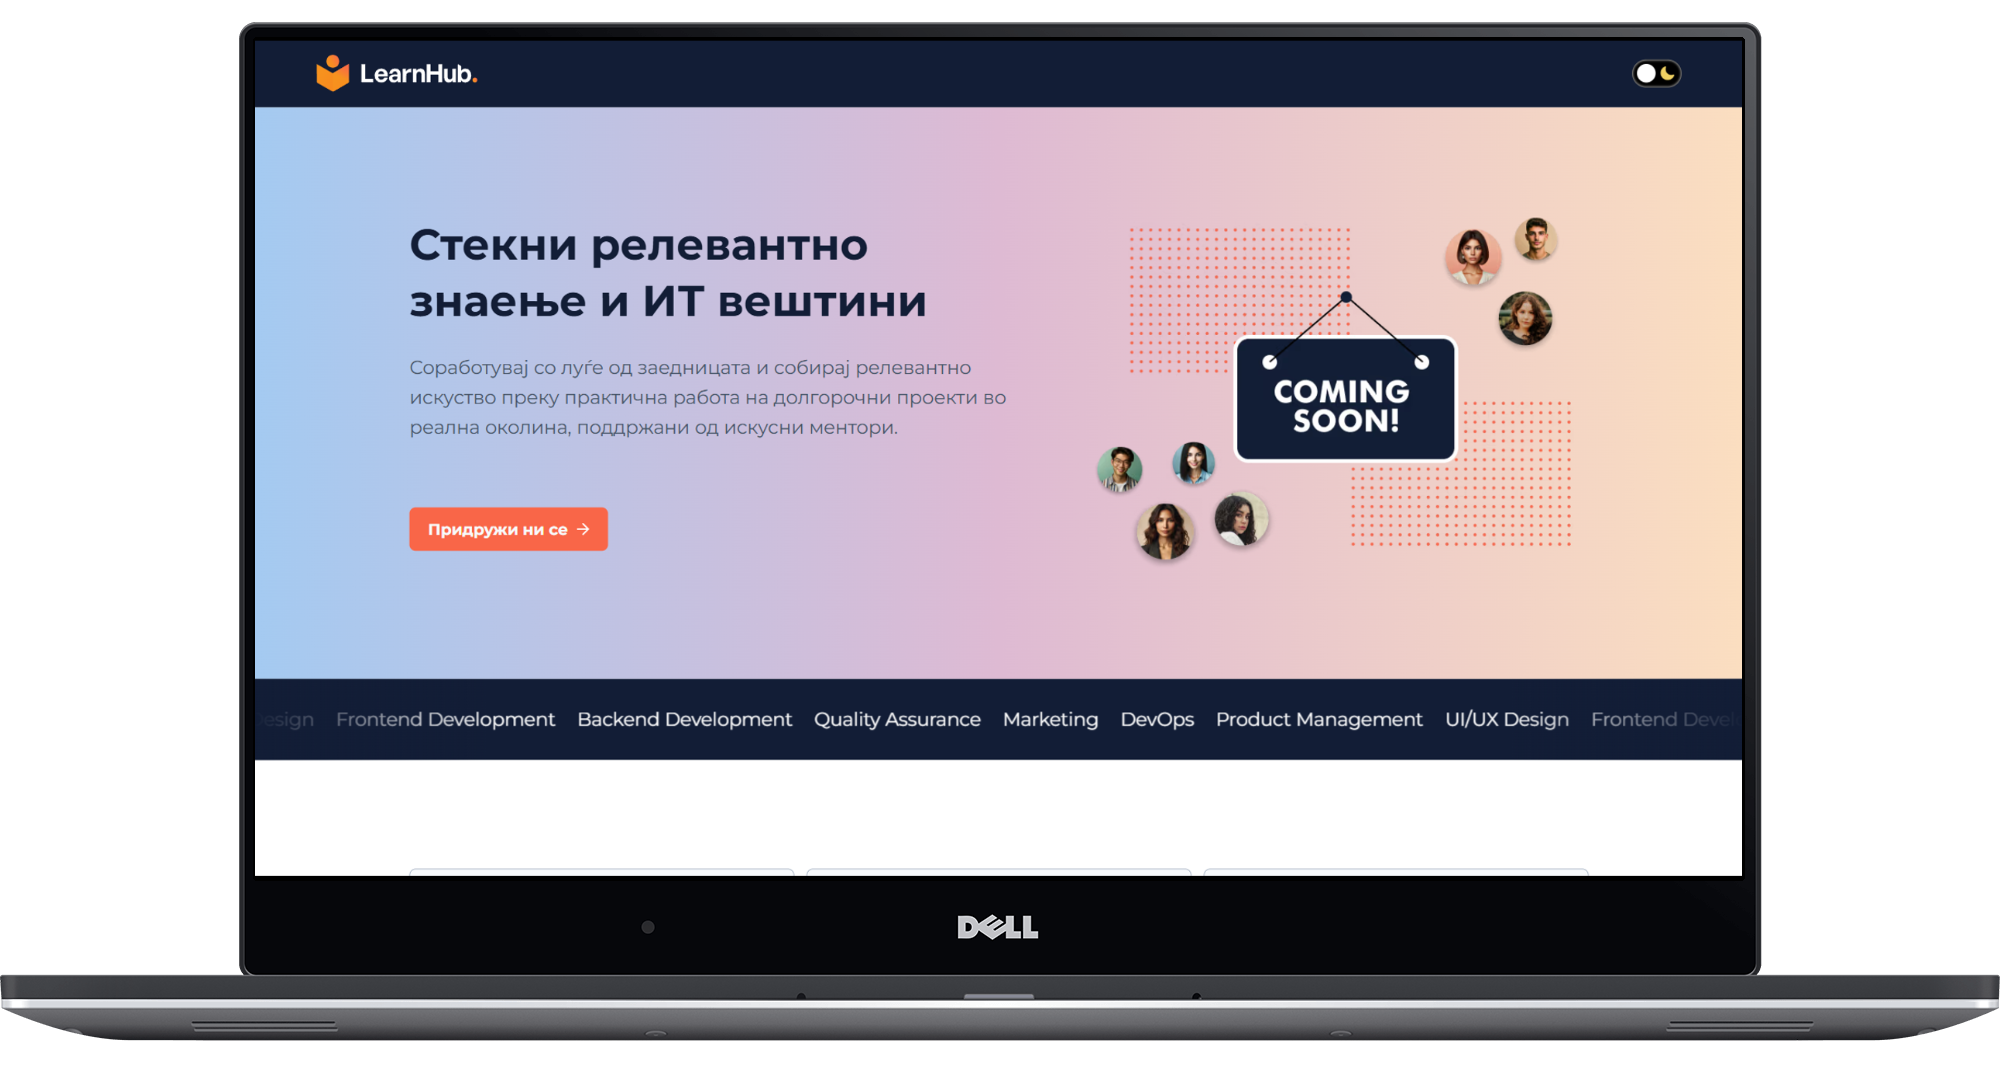 LearnHub.
Стекни релевантно
знаење и ИТ вештини
Соработувај со луѓе од заедницата и собирај релевантно
искуство преку практична работа на долгорочни проекти во
реална околина, поддржани од искусни ментори.
Придружи ни се →
COMING
SOON!
esign Frontend Development Backend Development Quality Assurance Marketing DevOps Product Management UI/UX Design Frontend Devel
DELL